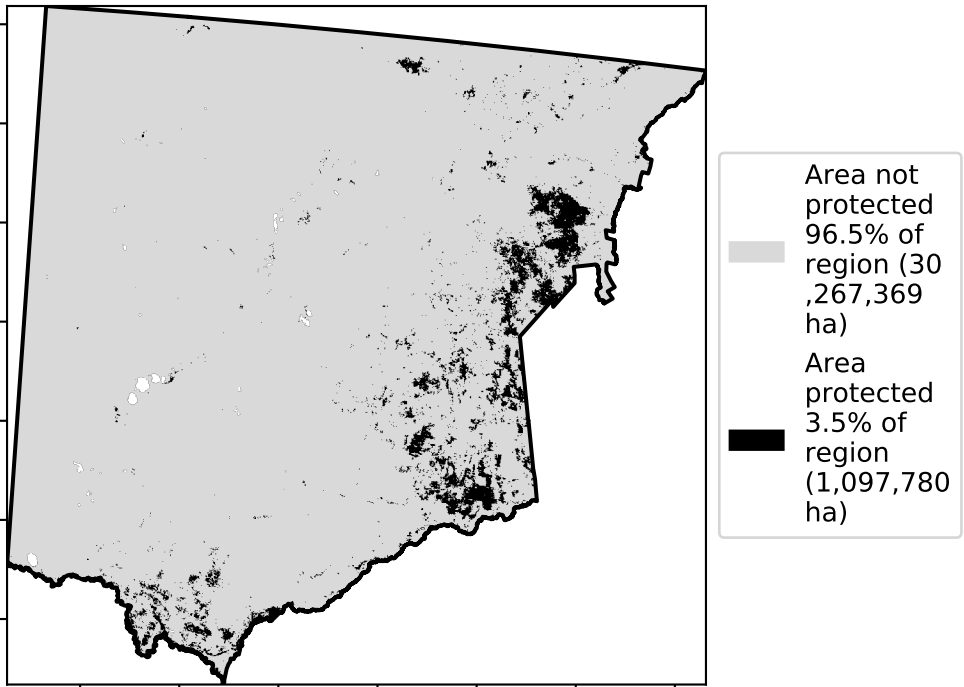 Area not
protected
96.5% of
region (30
,267,369
ha)
Area
protected
3.5% of
region
(1,097,780
ha)